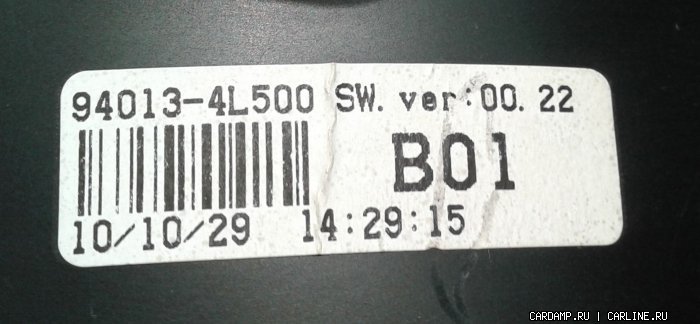 94013-4L500 SW. ver:00.22
B01
10/10/29 14:29:15
CARDAMP.RU | CARLINE.RU